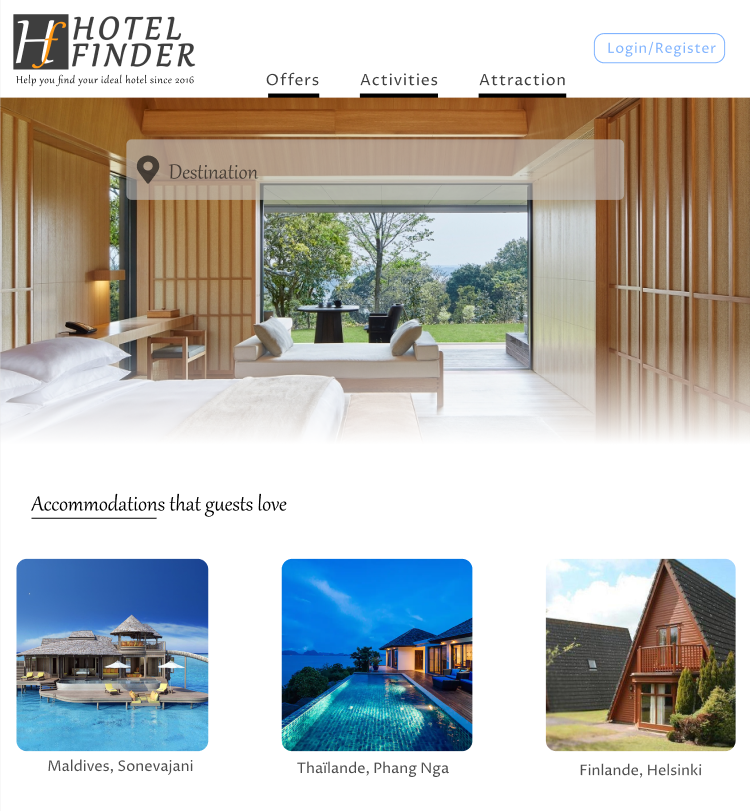 Hf HOTEL
FINDER
Help you find your ideal hotel since 2016
Login/Register
Offers Activities Attraction
Destination
Accommodations that guests love
Maldives, Sonevajani
Thaïlande, Phang Nga
Finlande, Helsinki